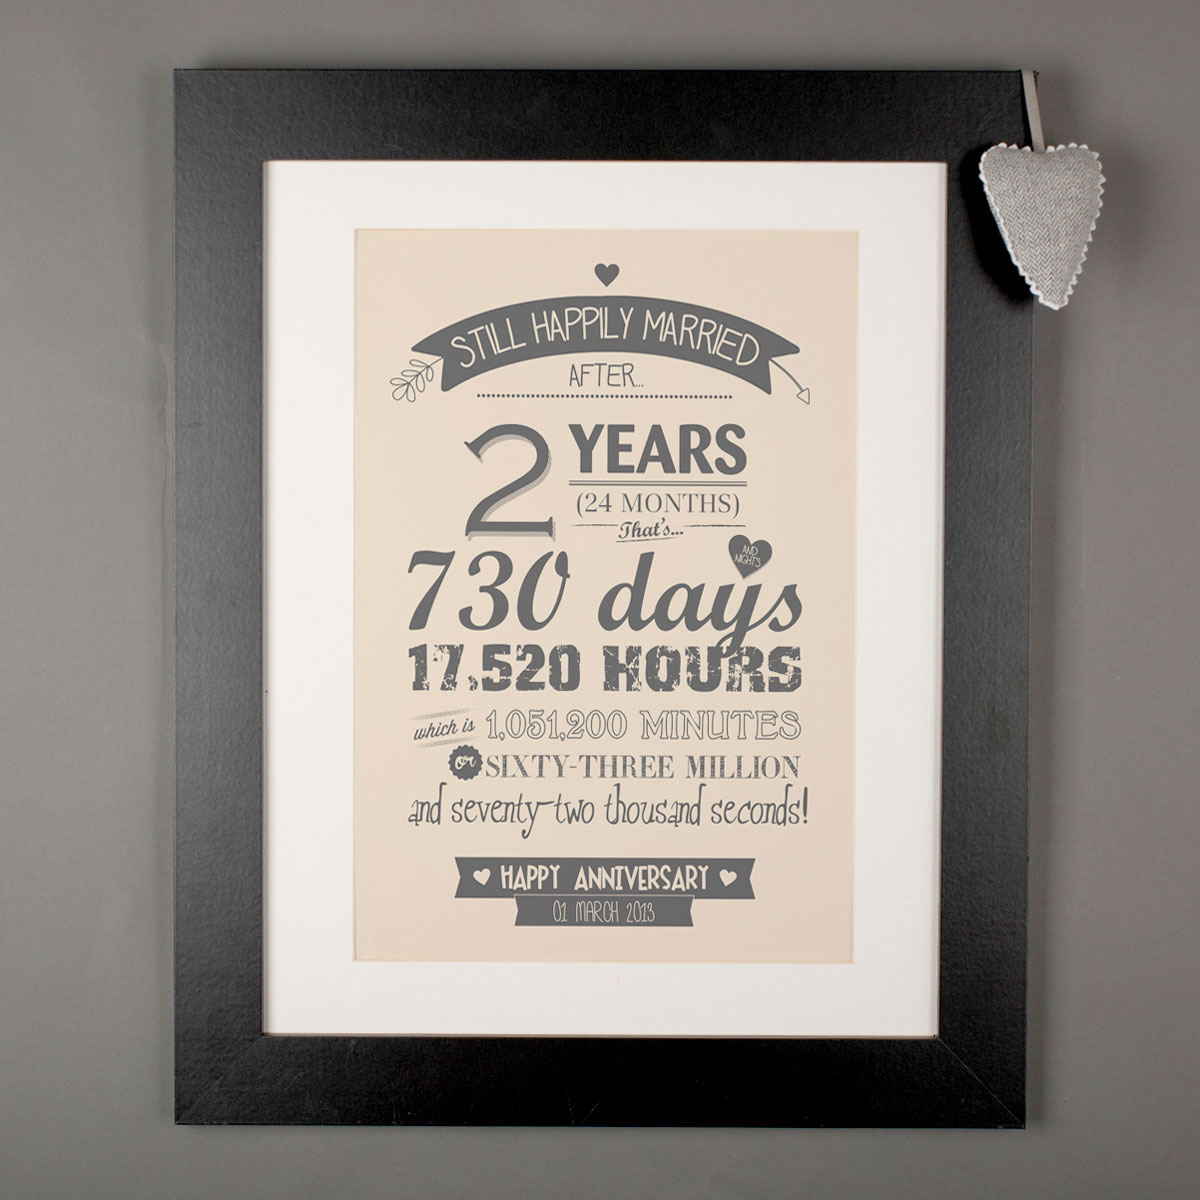 STILL HAPPILY MARRIED
AFTER...
2 YEARS
(24 MONTHS)
That's...
AND
NIGHTS
730 days
17,520 HOURS
which is 1,051,200 MINUTES
or SIXTY-THREE MILLION
and seventy-two thousand seconds!
HAPPY ANNIVERSARY
01 MARCH 2013